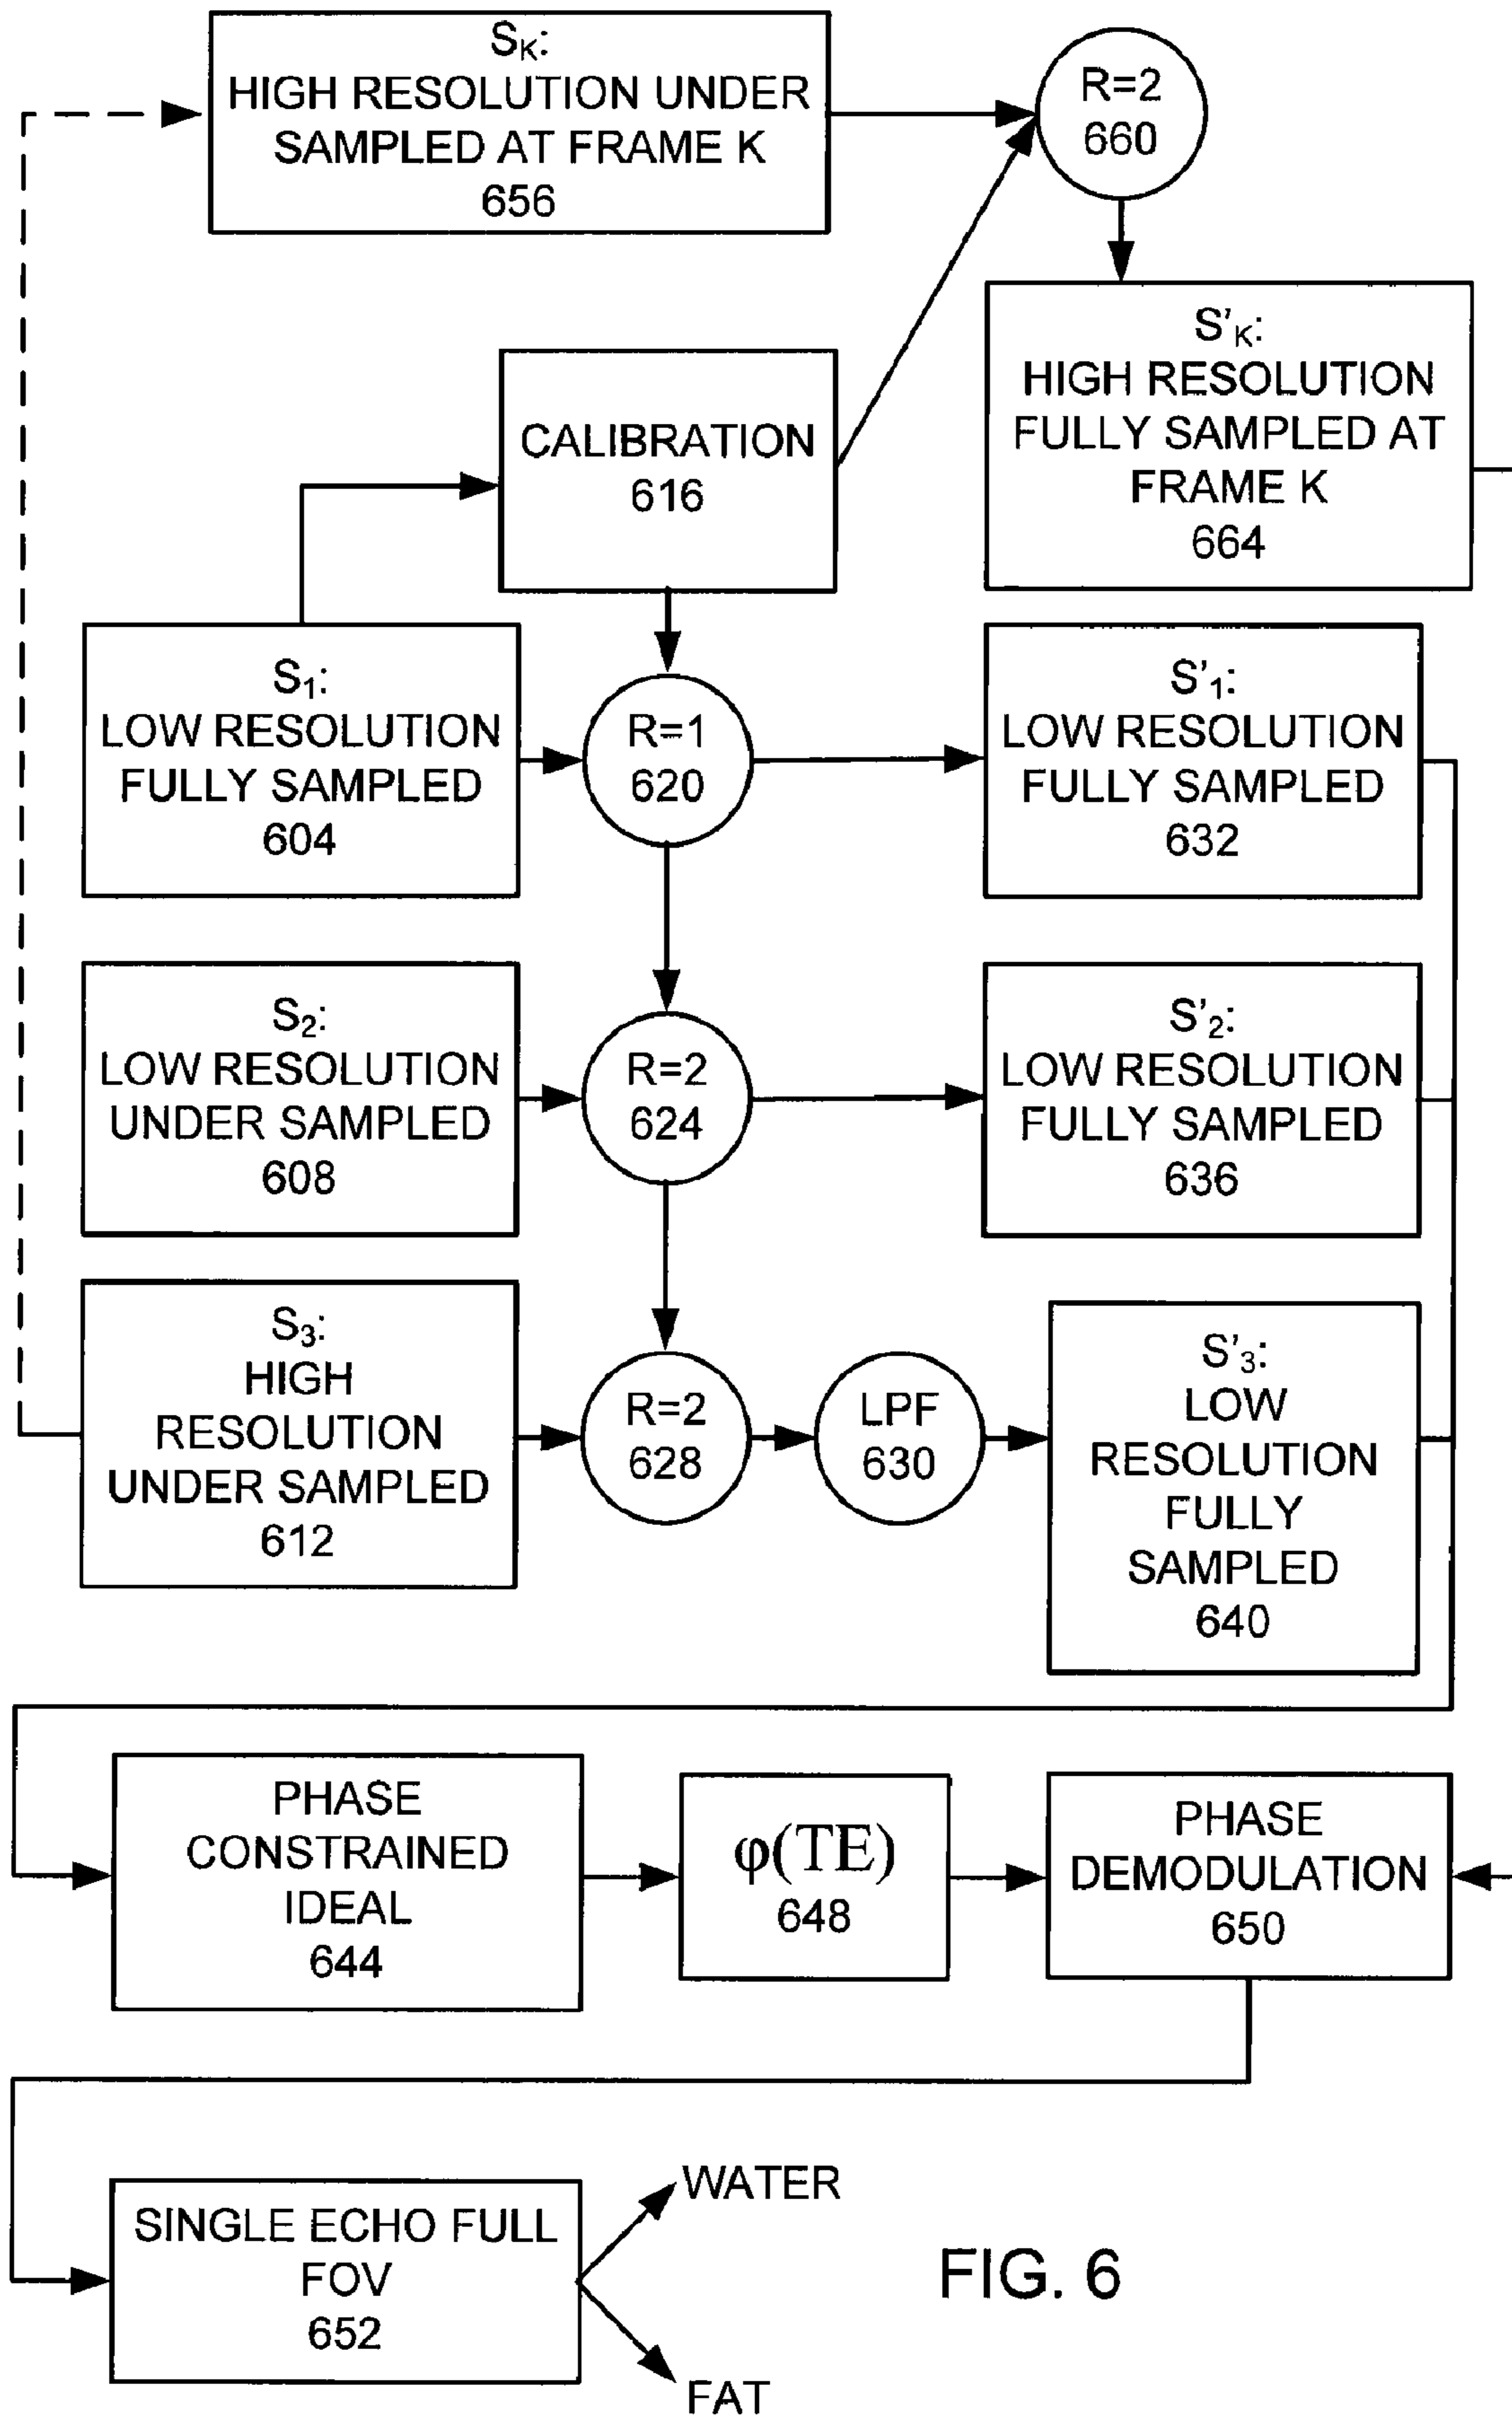 S_K:
HIGH RESOLUTION UNDER
SAMPLED AT FRAME K
656
R=2
660
S'_K:
HIGH RESOLUTION
FULLY SAMPLED AT
FRAME K
664
CALIBRATION
616
S₁:
LOW RESOLUTION
FULLY SAMPLED
604
R=1
620
S'₁:
LOW RESOLUTION
FULLY SAMPLED
632
S₂:
LOW RESOLUTION
UNDER SAMPLED
608
R=2
624
S'₂:
LOW RESOLUTION
FULLY SAMPLED
636
S₃:
HIGH
RESOLUTION
UNDER SAMPLED
612
R=2
628
LPF
630
S'₃:
LOW
RESOLUTION
FULLY
SAMPLED
640
PHASE
CONSTRAINED
IDEAL
644
φ(TE)
648
PHASE
DEMODULATION
650
SINGLE ECHO FULL
FOV
652
WATER
FAT
FIG. 6